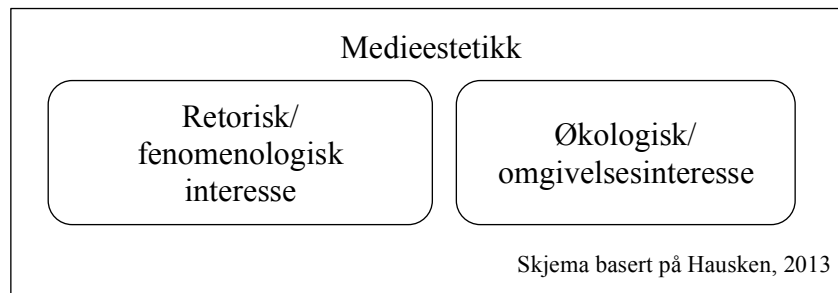 Medieestetikk
Retorisk/
fenomenologisk
interesse
Økologisk/
omgivelsesinteresse
Skjema basert på Hausken, 2013